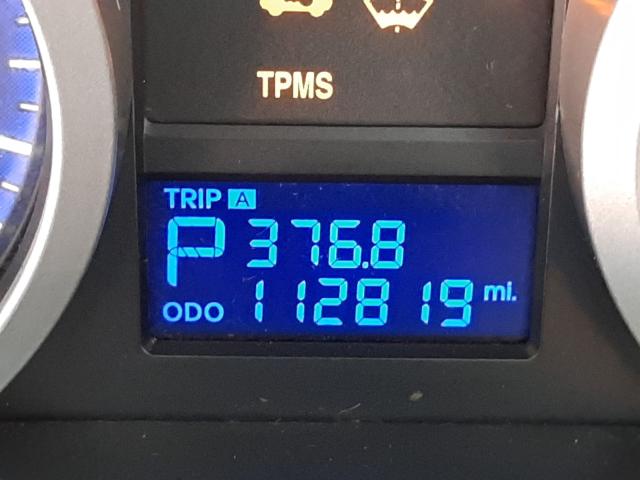 TPMS
TRIP A
P 376.8
ODO 112819 mi.